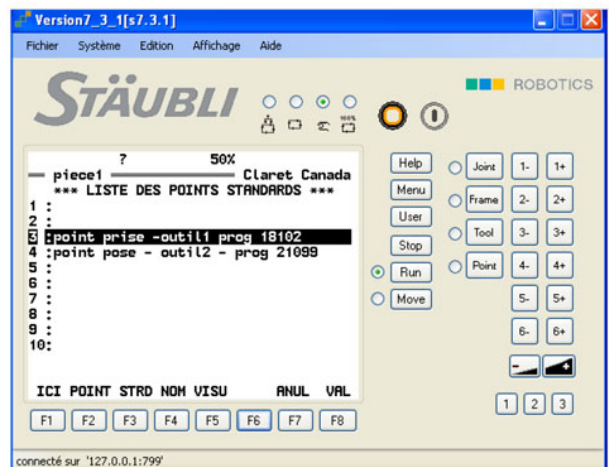 Version7_3_1[s7.3.1]
Fichier Système Edition Affichage Aide
STÄUBLI
ROBOTICS
100%
? 50%
piece1 Claret Canada
*** LISTE DES POINTS STANDARDS ***
1 :
2 :
3 :point prise -outil1 prog 18102
4 :point pose - outil2 - prog 21099
5 :
6 :
7 :
8 :
9 :
10:
ICI POINT STRD NOM VISU ANUL VAL
F1 F2 F3 F4 F5 F6 F7 F8
Help
Menu
User
Stop
Run
Move
Joint 1- 1+
Frame 2- 2+
Tool 3- 3+
Point 4- 4+
5- 5+
6- 6+
- +
1 2 3
connecté sur '127.0.0.1:799'